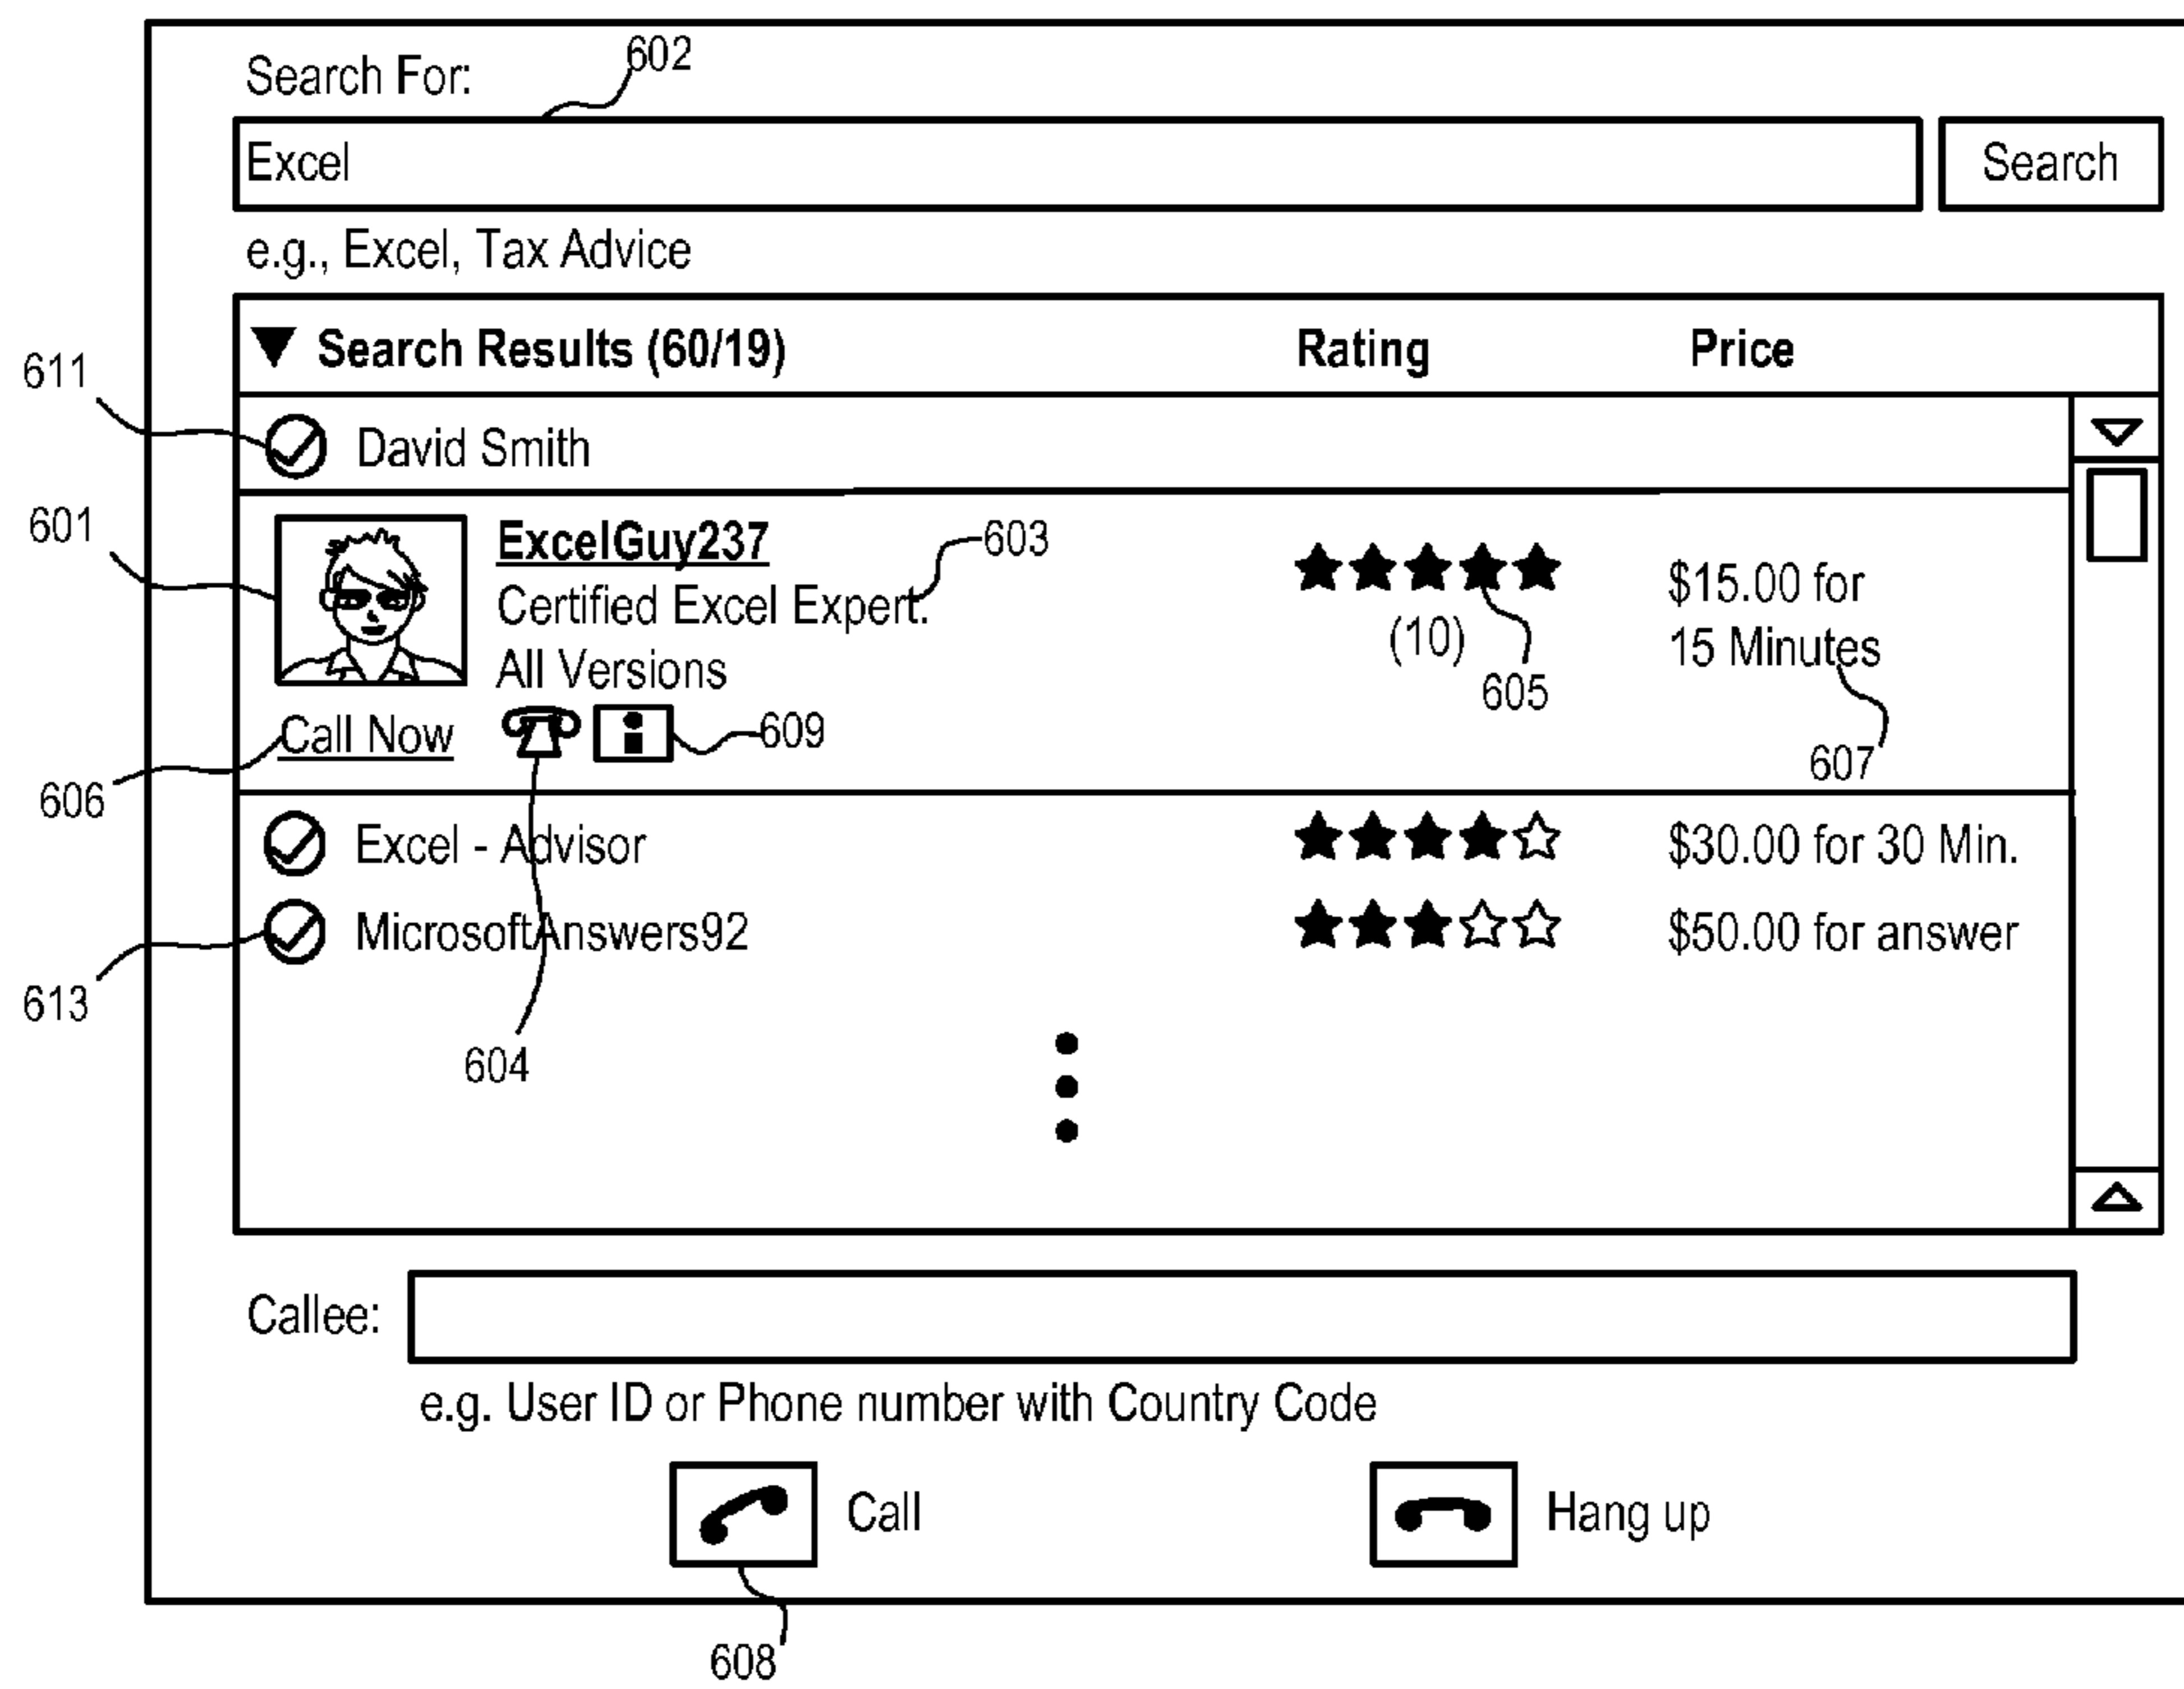 602
Search For:
Excel
Search
e.g., Excel, Tax Advice
Search Results (60/19) Rating Price
611
David Smith
601
ExcelGuy237
603
Certified Excel Expert.
All Versions
(10)
605
$15.00 for
15 Minutes
607
Call Now
609
606
Excel - Advisor $30.00 for 30 Min.
MicrosoftAnswers92 $50.00 for answer
613
604
Callee:
e.g. User ID or Phone number with Country Code
Call
Hang up
608